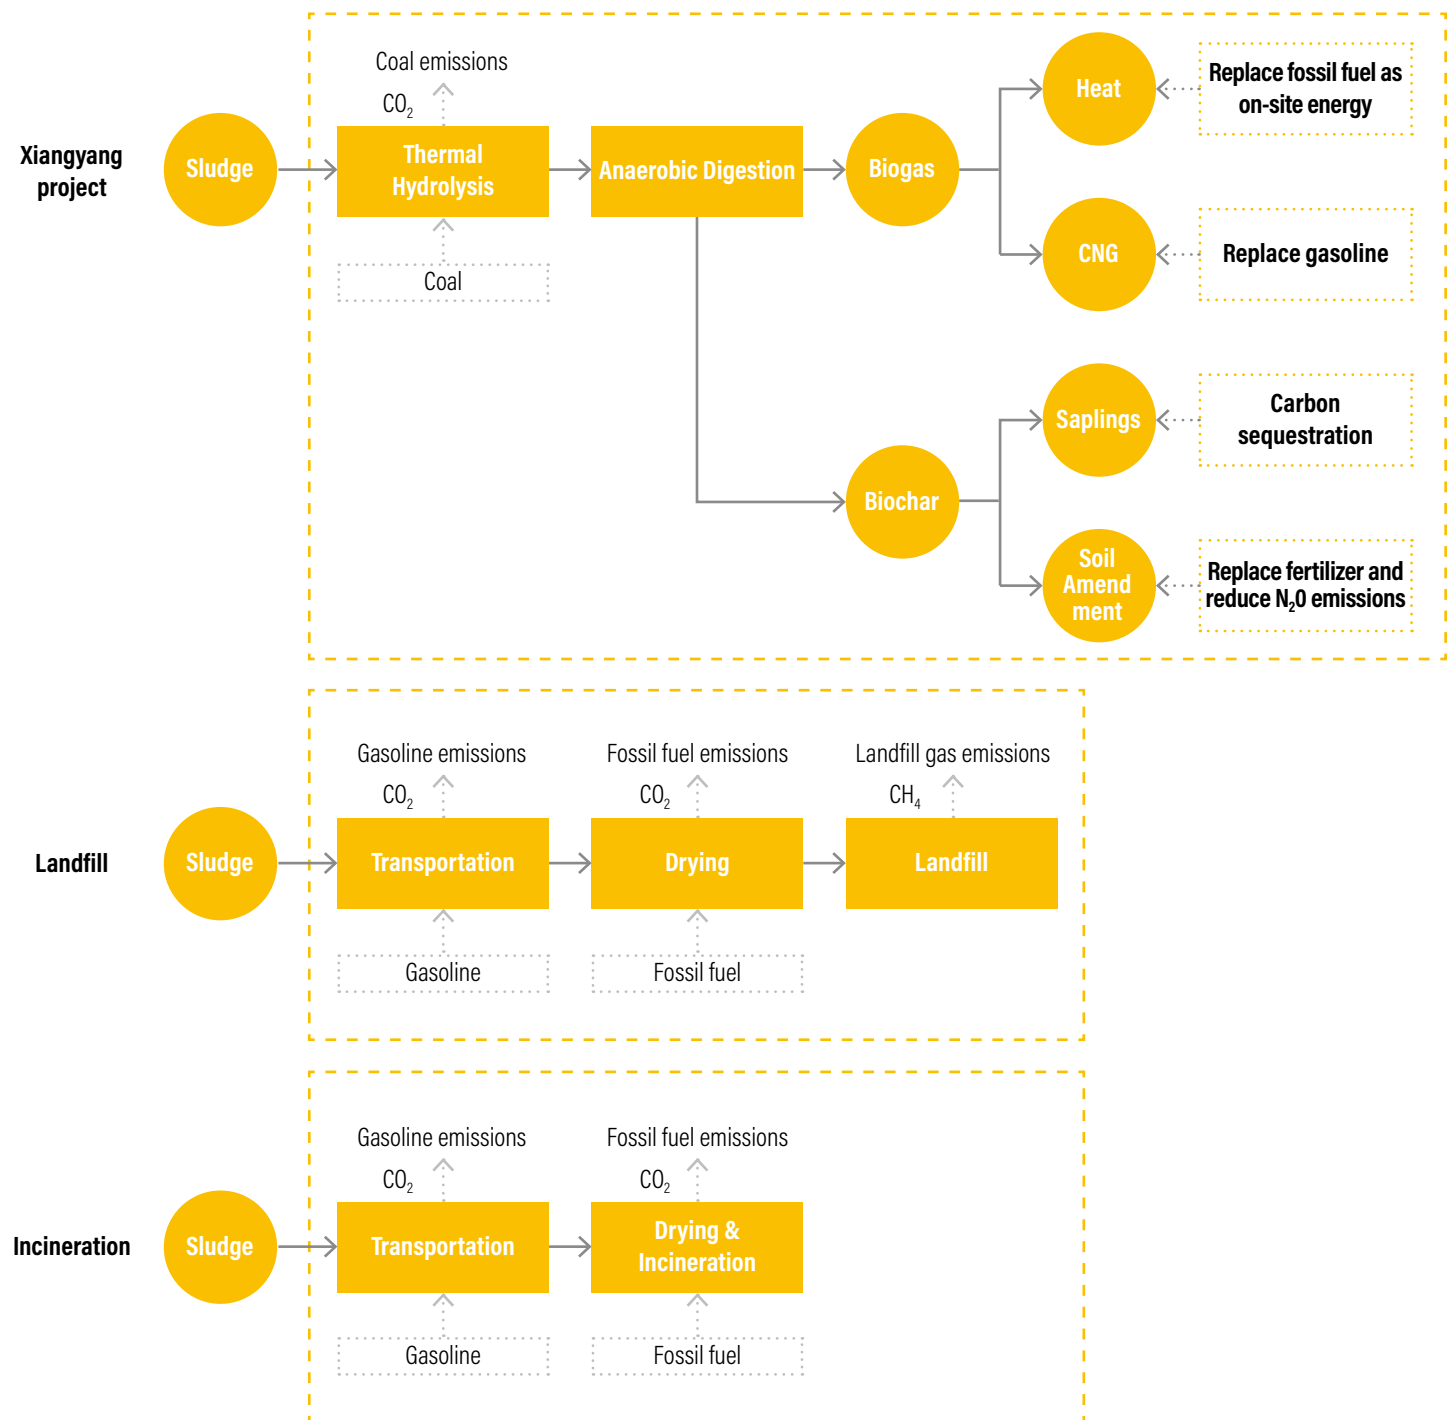 Xiangyang
project
Sludge
Coal emissions
CO₂
Thermal
Hydrolysis
Coal
Anaerobic Digestion
Biogas
Heat
Replace fossil fuel as
on-site energy
CNG
Replace gasoline
Biochar
Saplings
Carbon
sequestration
Soil
Amend
ment
Replace fertilizer and
reduce N₂O emissions
Landfill
Sludge
Gasoline emissions
CO₂
Transportation
Gasoline
Fossil fuel emissions
CO₂
Drying
Fossil fuel
Landfill gas emissions
CH₄
Landfill
Incineration
Sludge
Gasoline emissions
CO₂
Transportation
Gasoline
Fossil fuel emissions
CO₂
Drying &
Incineration
Fossil fuel